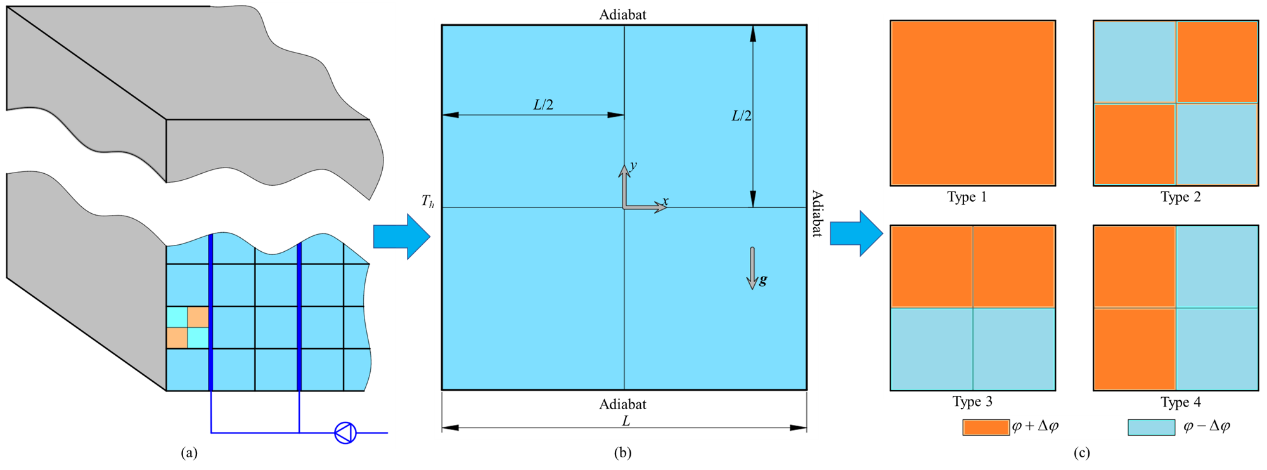 Adiabat
L/2
L/2
y
x
T_h
Adiabat
g
Adiabat
L
Type 1
Type 2
Type 3
Type 4
φ + Δφ
φ − Δφ
(a)
(b)
(c)